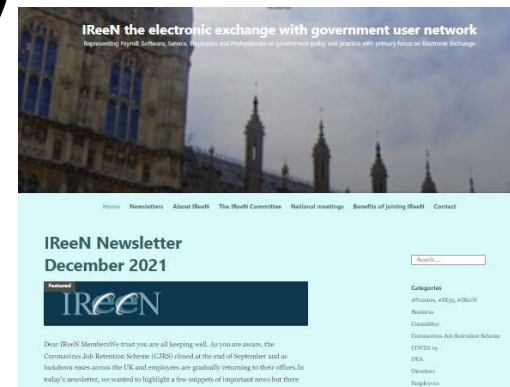 IReeN the electronic exchange with government user network
Representing Payroll: Software, Service, Employers and Professionals on government policy and practice with primary focus on Electronic Exchange
Home Newsletters About IReeN The IReeN Committee National meetings Benefits of joining IReeN Contact
IReeN Newsletter
December 2021
Featured
IREEN
Dear IReeN MembersWe trust you are all keeping well. As you are aware, the
Coronavirus Job Retention Scheme (CJRS) closed at the end of September and as
lockdown eases across the UK and employees are gradually returning to their offices.In
today's newsletter, we wanted to highlight a few snippets of important news but there
Search ...
Categories
#Pension, #IR35, #IReeN
Business
Committee
Coronavirus Job Retention Scheme
COVID-19
DEA
Directors
Employees